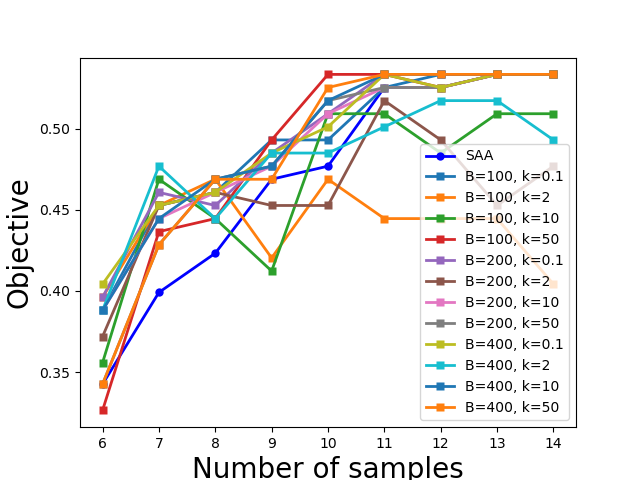 0.50
0.45
0.40
0.35
Objective
6 7 8 9 10 11 12 13 14
Number of samples
SAA
B=100, k=0.1
B=100, k=2
B=100, k=10
B=100, k=50
B=200, k=0.1
B=200, k=2
B=200, k=10
B=200, k=50
B=400, k=0.1
B=400, k=2
B=400, k=10
B=400, k=50